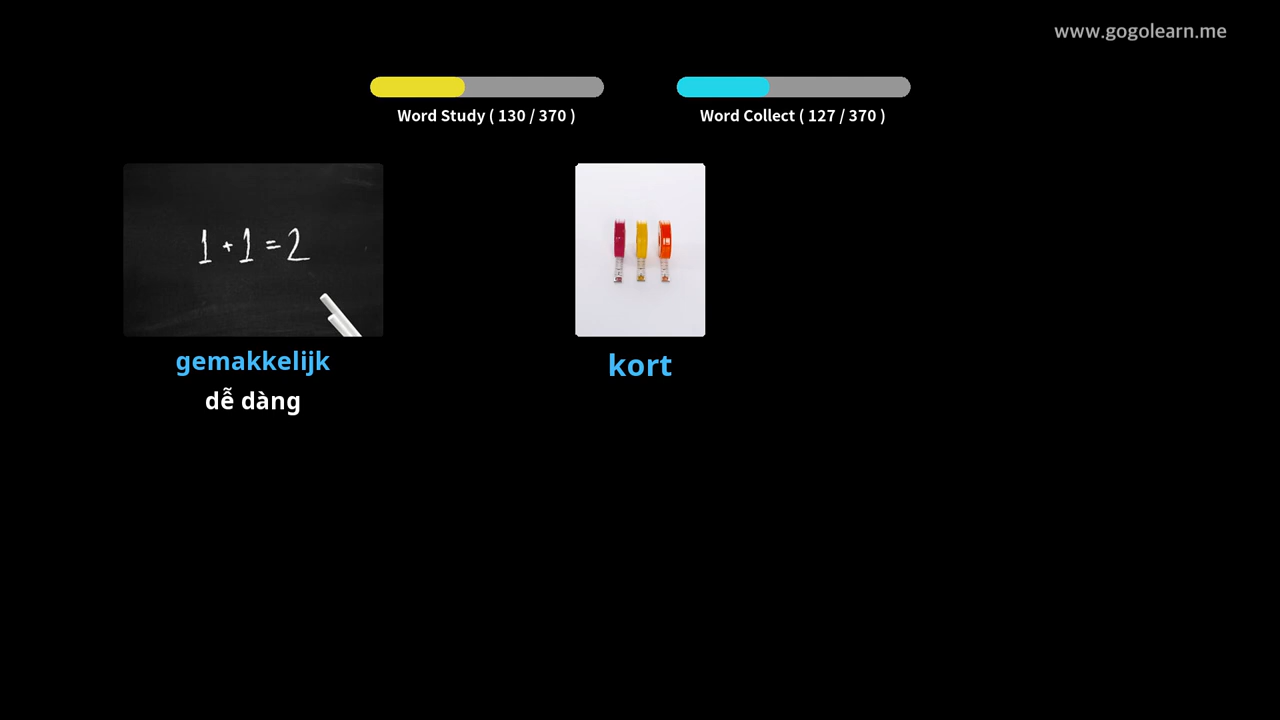 www.gogolearn.me
Word Study ( 130 / 370 )
Word Collect ( 127 / 370 )
1 + 1 = 2
gemakkelijk
dễ dàng
kort